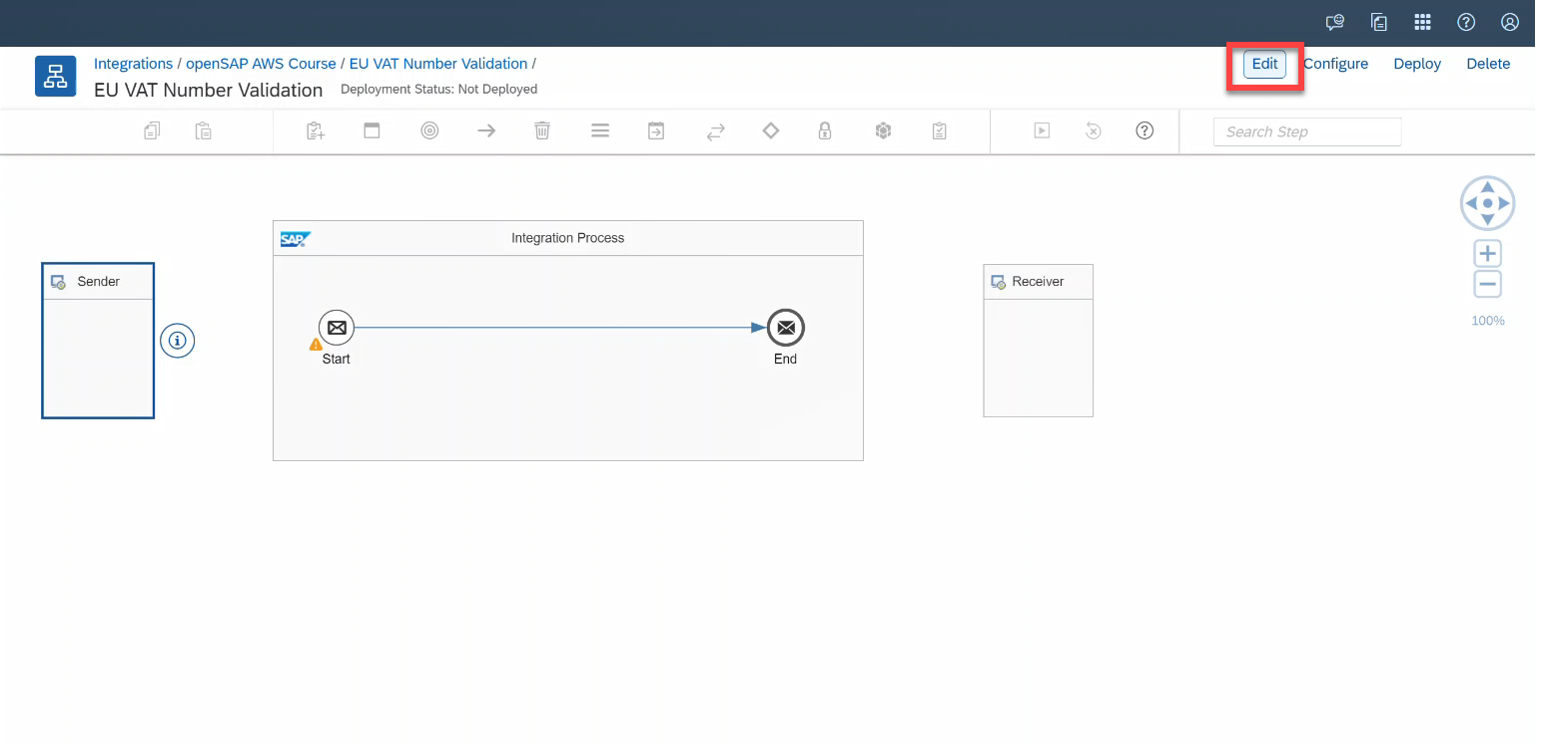 Integrations / openSAP AWS Course / EU VAT Number Validation /
EU VAT Number Validation Deployment Status: Not Deployed
Edit Configure Deploy Delete
Search Step
SAP Integration Process
Sender
Receiver
Start
End
100%